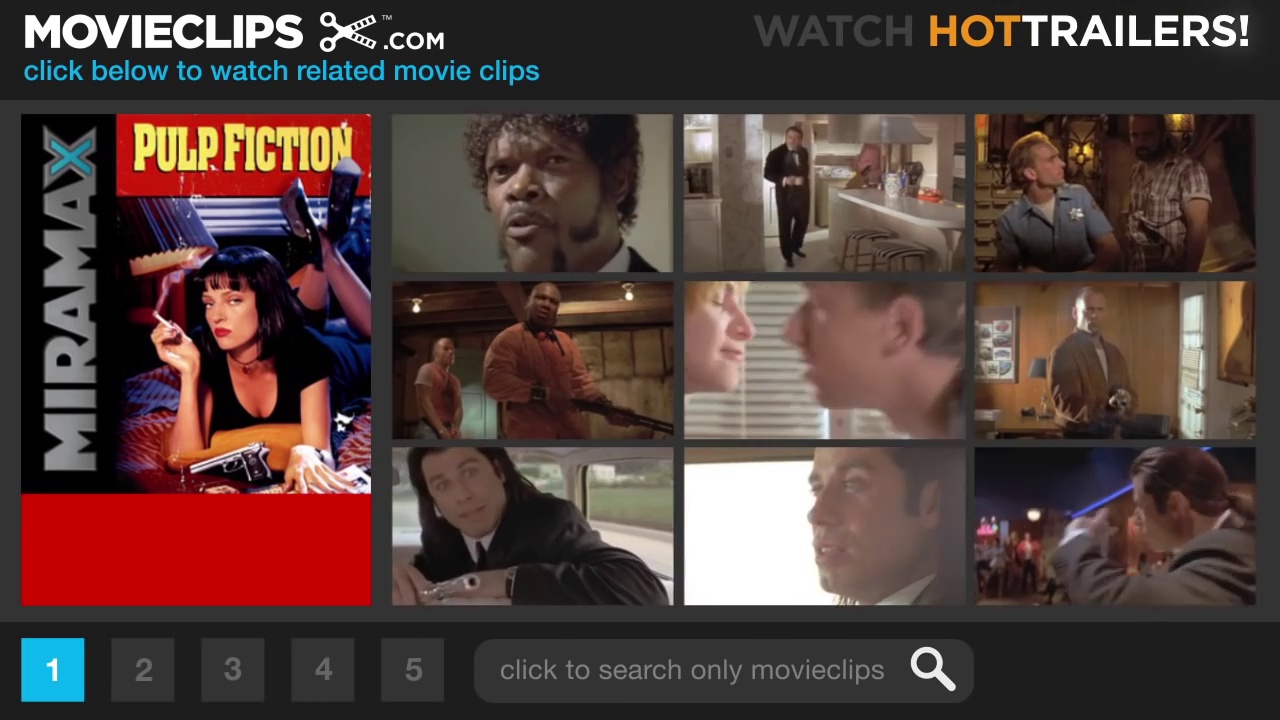 MOVIECLIPS ™ .COM
WATCH HOTTRAILERS!
click below to watch related movie clips
MIRAMAX
PULP FICTION
1 2 3 4 5
click to search only movieclips